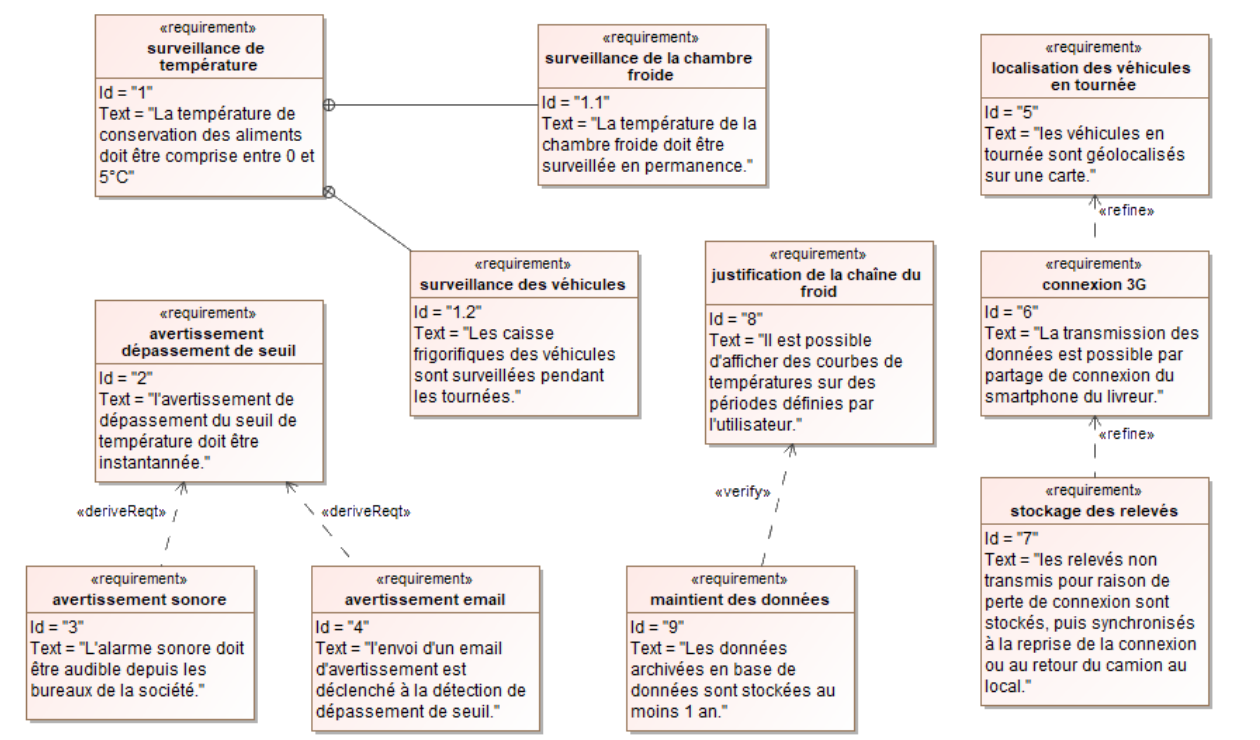 «requirement»
surveillance de
température
Id = "1"
Text = "La température de
conservation des aliments
doit être comprise entre 0 et
5°C"
«requirement»
surveillance de la chambre
froide
Id = "1.1"
Text = "La température de la
chambre froide doit être
surveillée en permanence."
«requirement»
localisation des véhicules
en tournée
Id = "5"
Text = "les véhicules en
tournée sont géolocalisés
sur une carte."
«refine»
«requirement»
surveillance des véhicules
Id = "1.2"
Text = "Les caisse
frigorifiques des véhicules
sont surveillées pendant
les tournées."
«requirement»
justification de la chaîne du
froid
Id = "8"
Text = "Il est possible
d'afficher des courbes de
températures sur des
périodes définies par
l'utilisateur."
«requirement»
connexion 3G
Id = "6"
Text = "La transmission des
données est possible par
partage de connexion du
smartphone du livreur."
«refine»
«requirement»
avertissement
dépassement de seuil
Id = "2"
Text = "l'avertissement de
dépassement du seuil de
température doit être
instantannée."
«deriveReqt»
«deriveReqt»
«verify»
«requirement»
avertissement sonore
Id = "3"
Text = "L'alarme sonore doit
être audible depuis les
bureaux de la société."
«requirement»
avertissement email
Id = "4"
Text = "l'envoi d'un email
d'avertissement est
déclenché à la détection de
dépassement de seuil."
«requirement»
maintient des données
Id = "9"
Text = "Les données
archivées en base de
données sont stockées au
moins 1 an."
«requirement»
stockage des relevés
Id = "7"
Text = "les relevés non
transmis pour raison de
perte de connexion sont
stockés, puis synchronisés
à la reprise de la connexion
ou au retour du camion au
local."